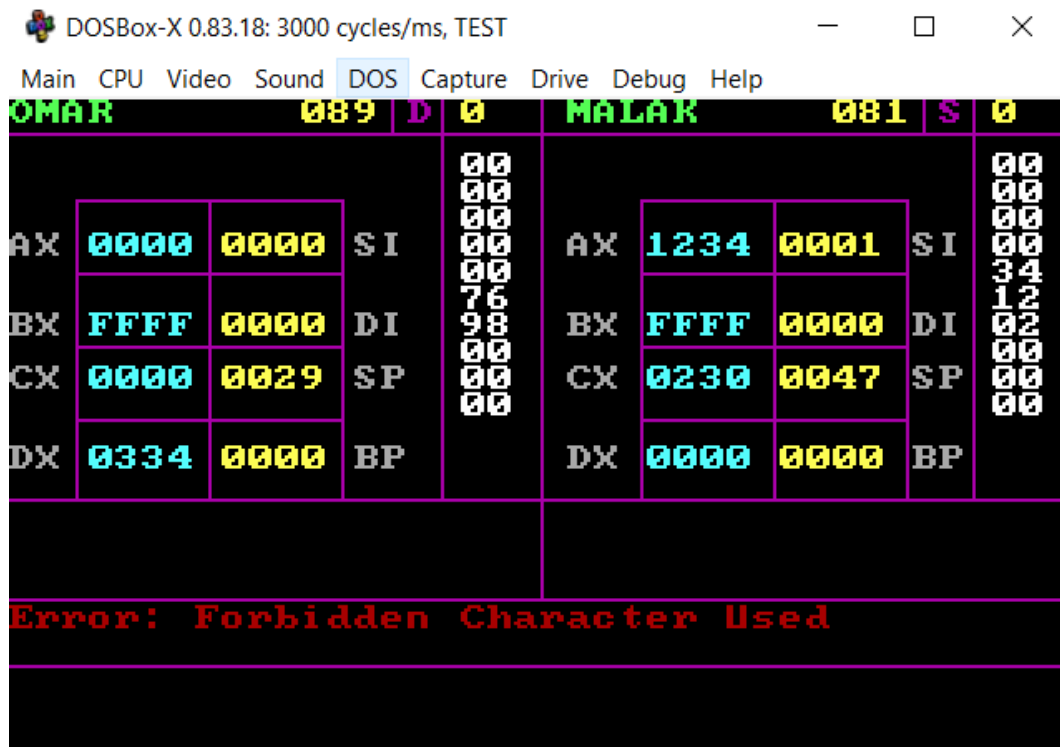 DOSBox-X 0.83.18: 3000 cycles/ms, TEST
Main CPU Video Sound DOS Capture Drive Debug Help
OMAR 089 D 0 MALAK 081 S 0
00 00
00 00
00 00
AX 0000 0000 SI 00 AX 1234 0001 SI 00
00 34
76 12
BX FFFF 0000 DI 98 BX FFFF 0000 DI 02
00 00
CX 0000 0029 SP 00 CX 0230 0047 SP 00
00 00
DX 0334 0000 BP DX 0000 0000 BP
Error: Forbidden Character Used